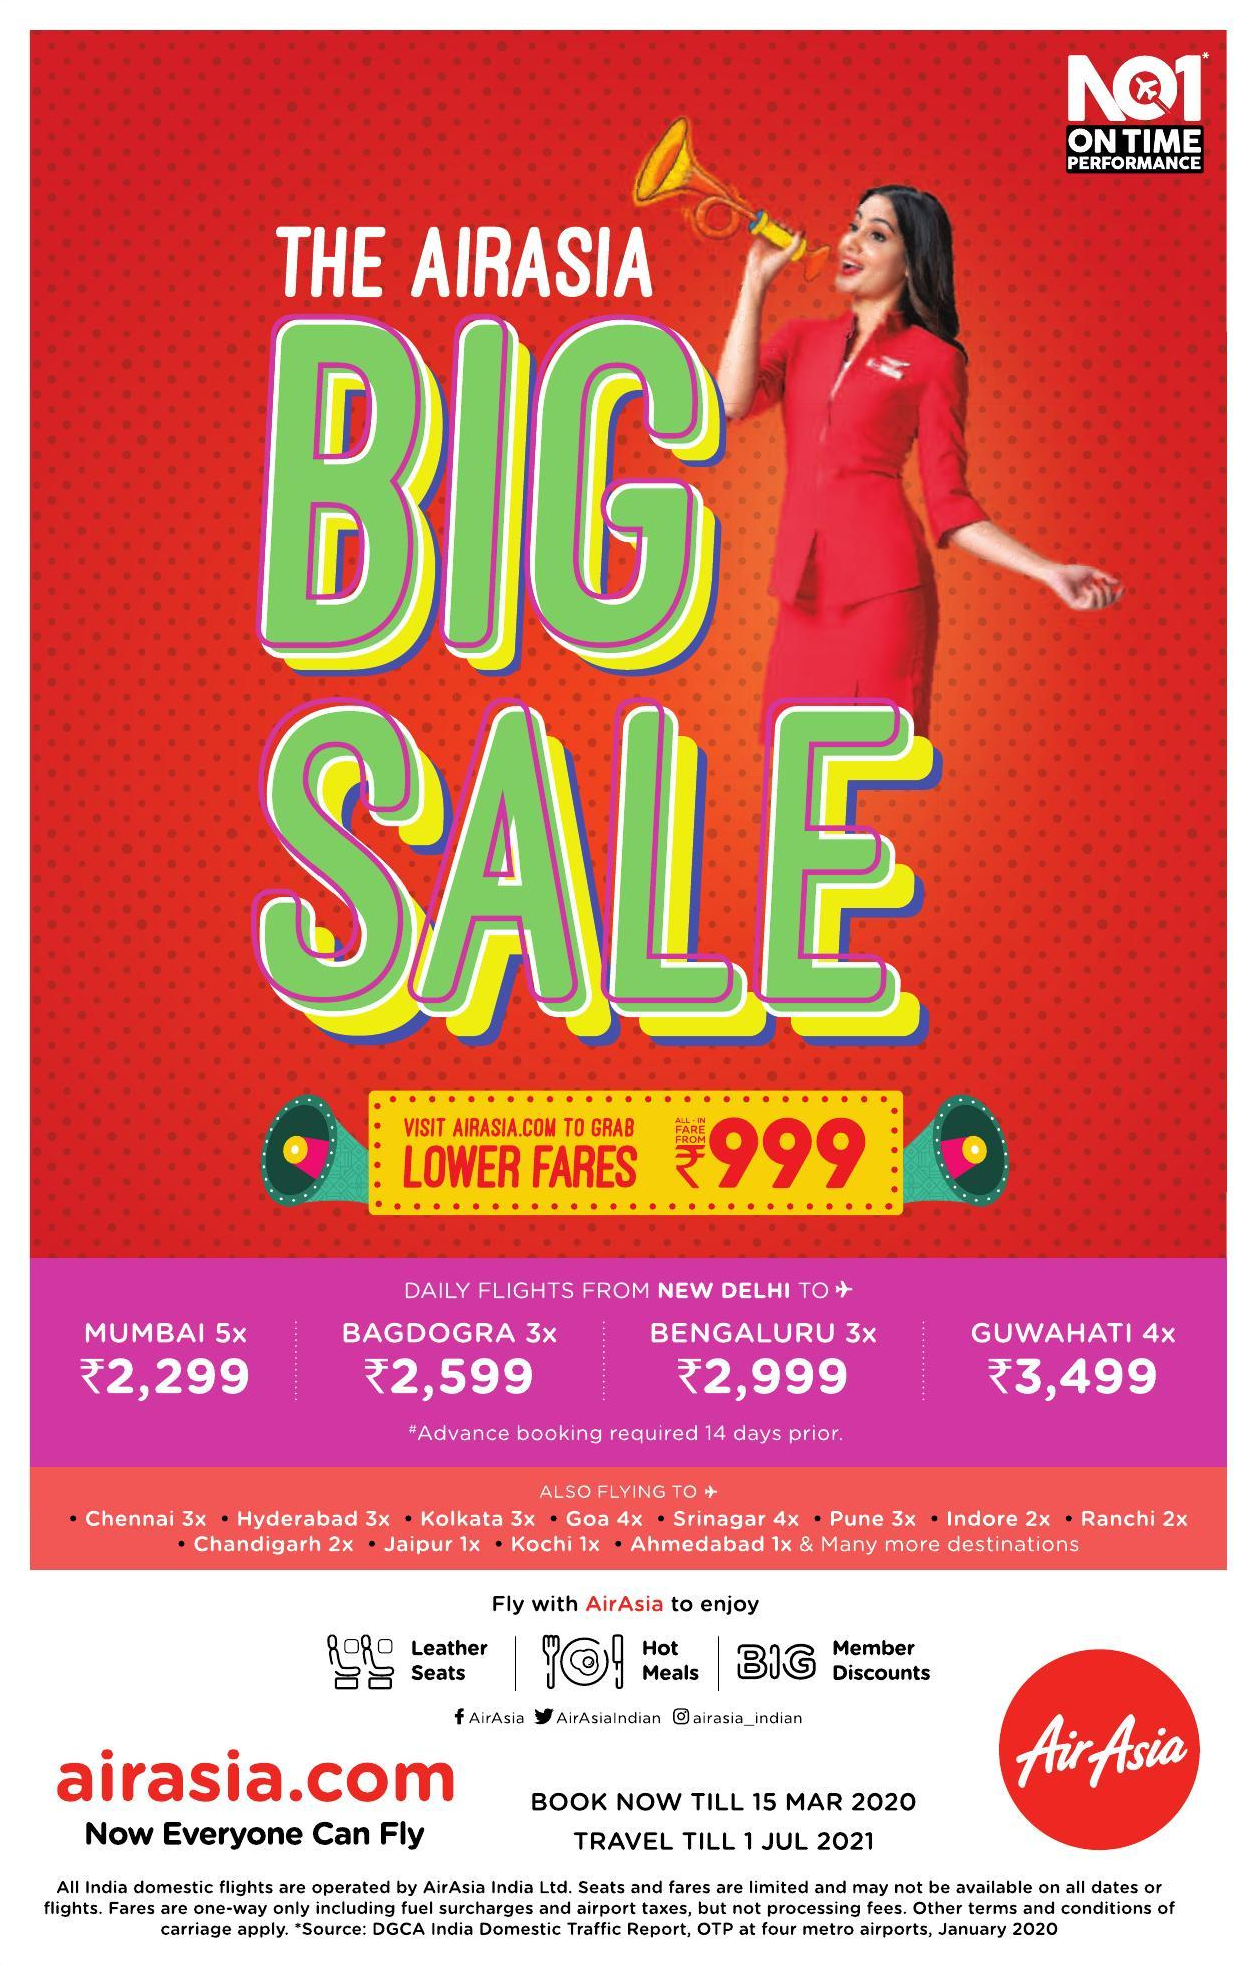 NO1*
ON TIME
PERFORMANCE
THE AIRASIA
BIG
SALE
VISIT AIRASIA.COM TO GRAB
LOWER FARES
ALL - IN
FARE
FROM
₹999
DAILY FLIGHTS FROM NEW DELHI TO
MUMBAI 5x
₹2,299
BAGDOGRA 3x
₹2,599
BENGALURU 3x
₹2,999
GUWAHATI 4x
₹3,499
#Advance booking required 14 days prior.
ALSO FLYING TO
• Chennai 3x • Hyderabad 3x • Kolkata 3x • Goa 4x • Srinagar 4x • Pune 3x • Indore 2x • Ranchi 2x
• Chandigarh 2x • Jaipur 1x • Kochi 1x • Ahmedabad 1x & Many more destinations
Fly with AirAsia to enjoy
Leather
Seats
Hot
Meals
BIG
Member
Discounts
AirAsia AirAsiaIndian airasia_indian
airasia.com
Now Everyone Can Fly
BOOK NOW TILL 15 MAR 2020
TRAVEL TILL 1 JUL 2021
AirAsia
All India domestic flights are operated by AirAsia India Ltd. Seats and fares are limited and may not be available on all dates or
flights. Fares are one-way only including fuel surcharges and airport taxes, but not processing fees. Other terms and conditions of
carriage apply. *Source: DGCA India Domestic Traffic Report, OTP at four metro airports, January 2020